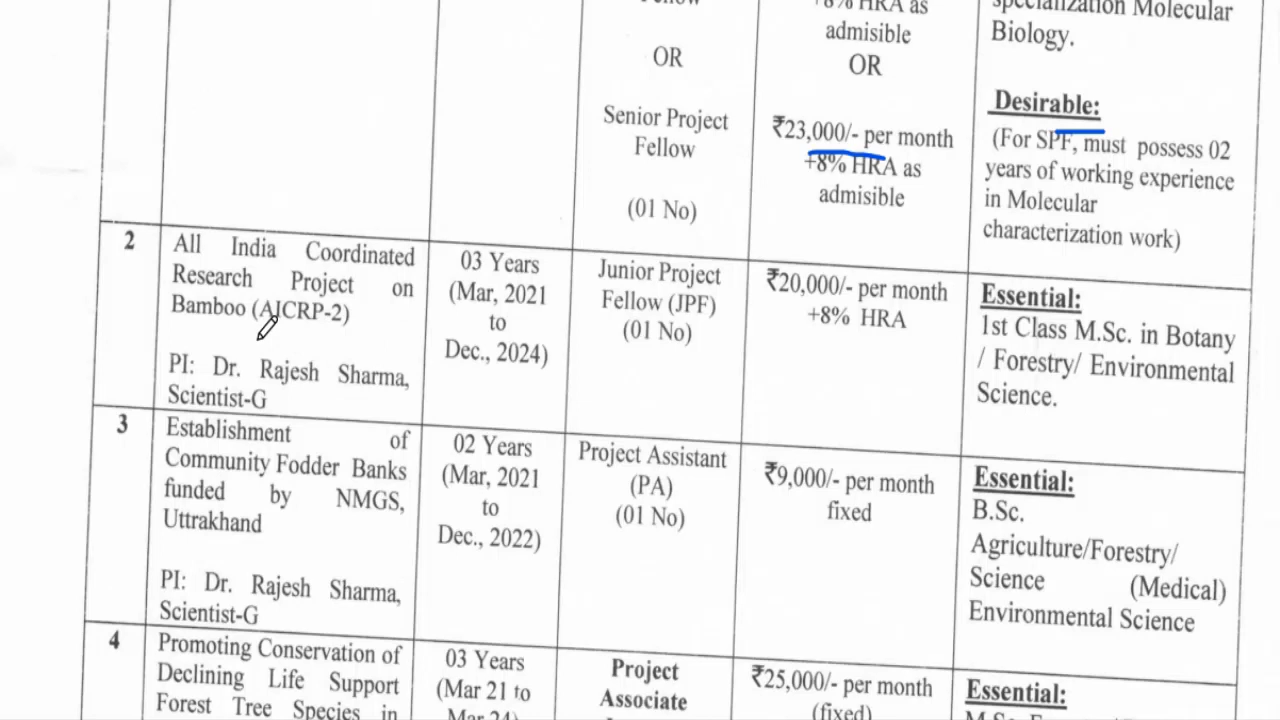 +8% HRA as
admisible
OR
OR
Senior Project
Fellow
(01 No)
₹23,000/- per month
+8% HRA as
admisible
specialization Molecular
Biology.
Desirable:
(For SPF, must possess 02
years of working experience
in Molecular
characterization work)
2
All India Coordinated
Research Project on
Bamboo (AICRP-2)
PI: Dr. Rajesh Sharma,
Scientist-G
03 Years
(Mar, 2021
to
Dec., 2024)
Junior Project
Fellow (JPF)
(01 No)
₹20,000/- per month
+8% HRA
Essential:
1st Class M.Sc. in Botany
/ Forestry/ Environmental
Science.
3
Establishment of
Community Fodder Banks
funded by NMGS,
Uttrakhand
PI: Dr. Rajesh Sharma,
Scientist-G
02 Years
(Mar, 2021
to
Dec., 2022)
Project Assistant
(PA)
(01 No)
₹9,000/- per month
fixed
Essential:
B.Sc.
Agriculture/Forestry/
Science (Medical)
Environmental Science
4
Promoting Conservation of
Declining Life Support
Forest Tree Species in
03 Years
(Mar 21 to
Mar 24)
Project
Associate
₹25,000/- per month
(fixed)
Essential: